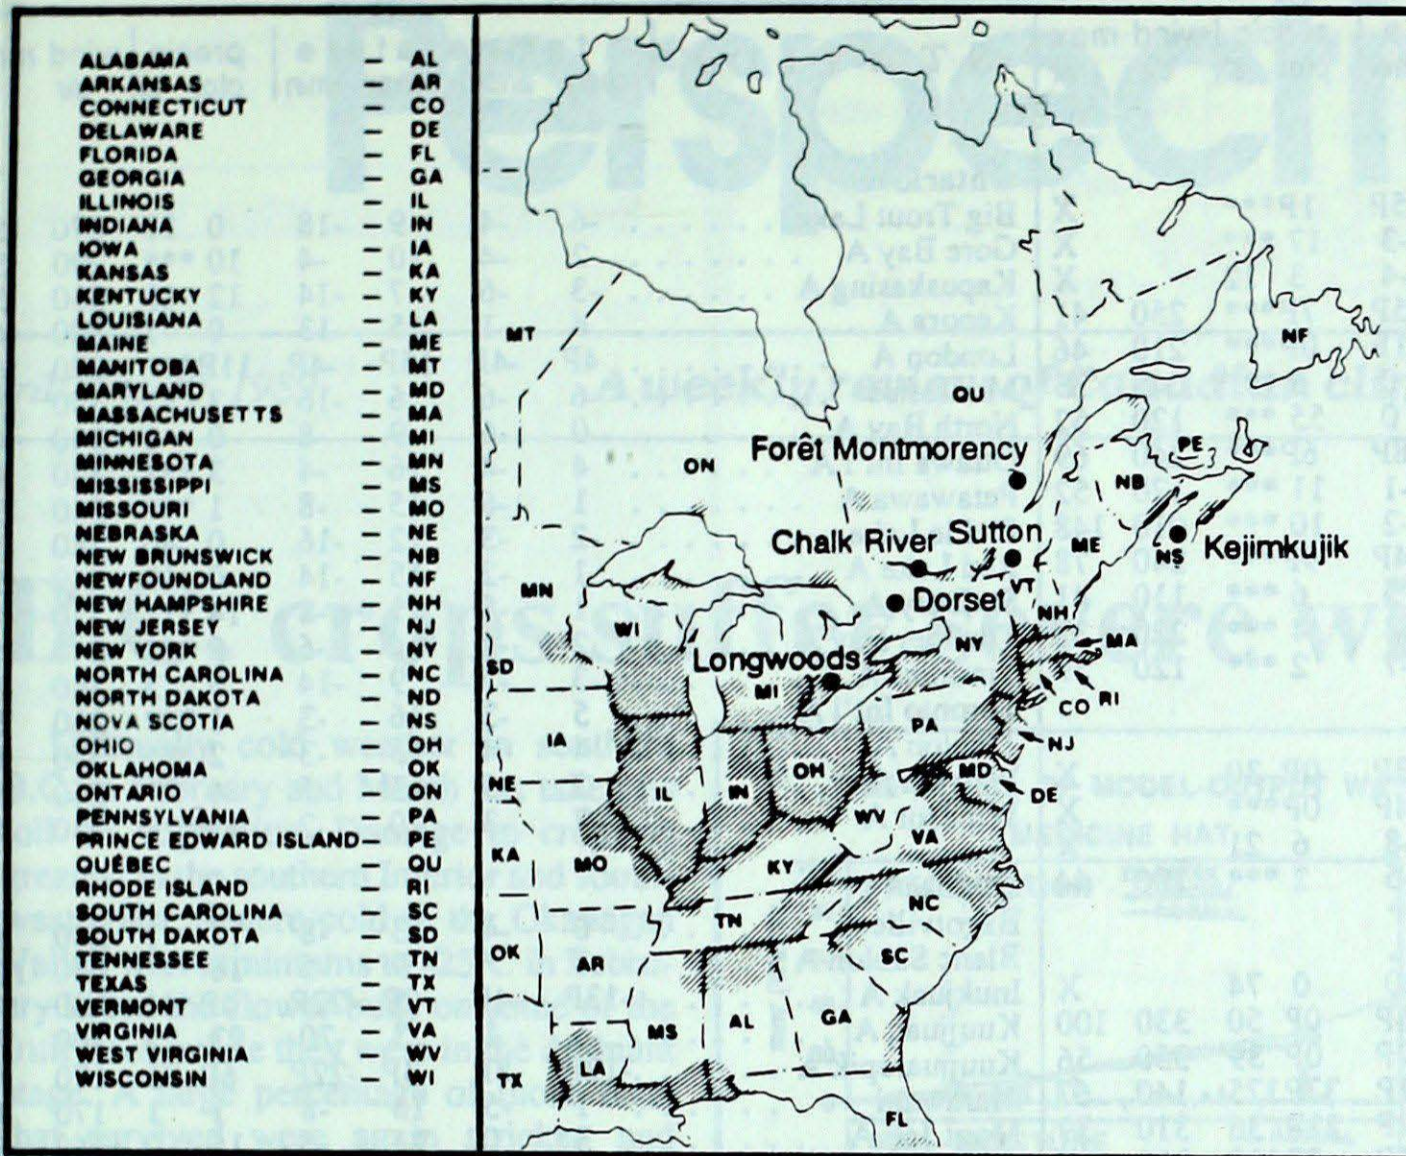 ALABAMA – AL
ARKANSAS – AR
CONNECTICUT – CO
DELAWARE – DE
FLORIDA – FL
GEORGIA – GA
ILLINOIS – IL
INDIANA – IN
IOWA – IA
KANSAS – KA
KENTUCKY – KY
LOUISIANA – LA
MAINE – ME
MANITOBA – MT
MARYLAND – MD
MASSACHUSETTS – MA
MICHIGAN – MI
MINNESOTA – MN
MISSISSIPPI – MS
MISSOURI – MO
NEBRASKA – NE
NEW BRUNSWICK – NB
NEWFOUNDLAND – NF
NEW HAMPSHIRE – NH
NEW JERSEY – NJ
NEW YORK – NY
NORTH CAROLINA – NC
NORTH DAKOTA – ND
NOVA SCOTIA – NS
OHIO – OH
OKLAHOMA – OK
ONTARIO – ON
PENNSYLVANIA – PA
PRINCE EDWARD ISLAND – PE
QUÉBEC – QU
RHODE ISLAND – RI
SOUTH CAROLINA – SC
SOUTH DAKOTA – SD
TENNESSEE – TN
TEXAS – TX
VERMONT – VT
VIRGINIA – VA
WEST VIRGINIA – WV
WISCONSIN – WI
MT
NF
QU
ON
Forêt Montmorency
PE
NB
Chalk River
Sutton
ME
NS
Kejimkujik
MN
VT
Dorset
NH
WI
NY
MA
SD
Longwoods
MI
CO
RI
IA
PA
NJ
NE
IL
IN
OH
MD
DE
WV
VA
KA
MO
KY
NC
TN
OK
AR
SC
MS
AL
GA
TX
LA
FL